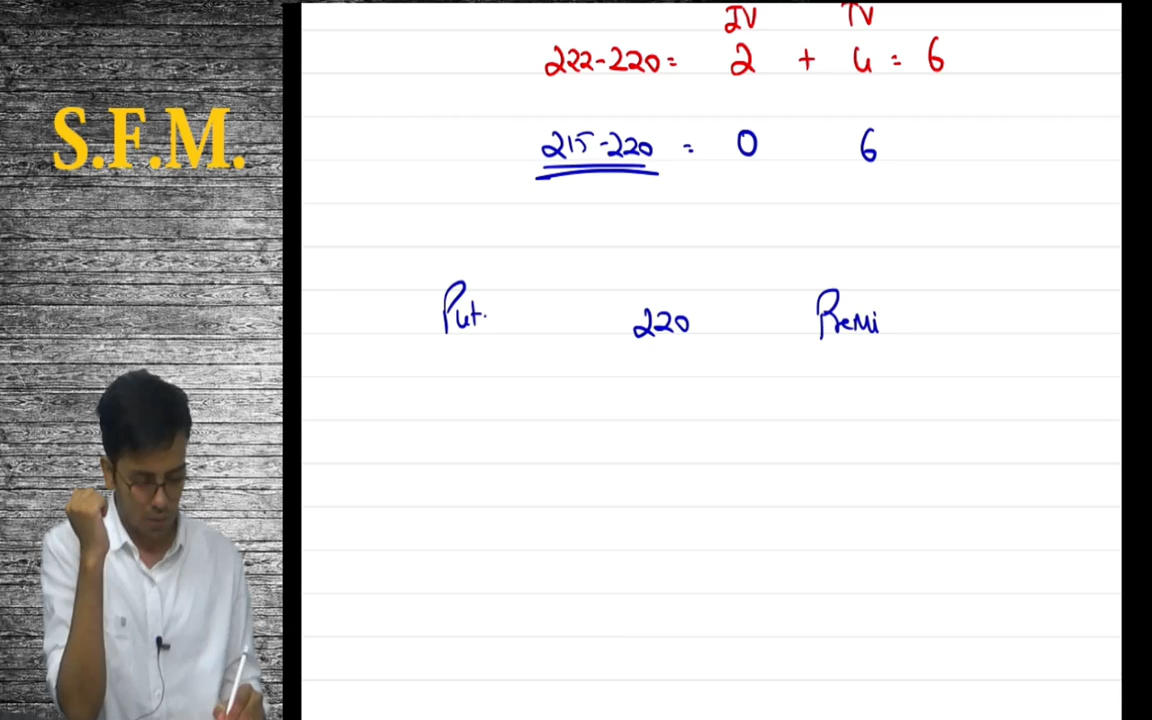 S.F.M.
IV TV
222-220= 2 + 4 = 6
215-220 = 0 6
Put. 220 Premi